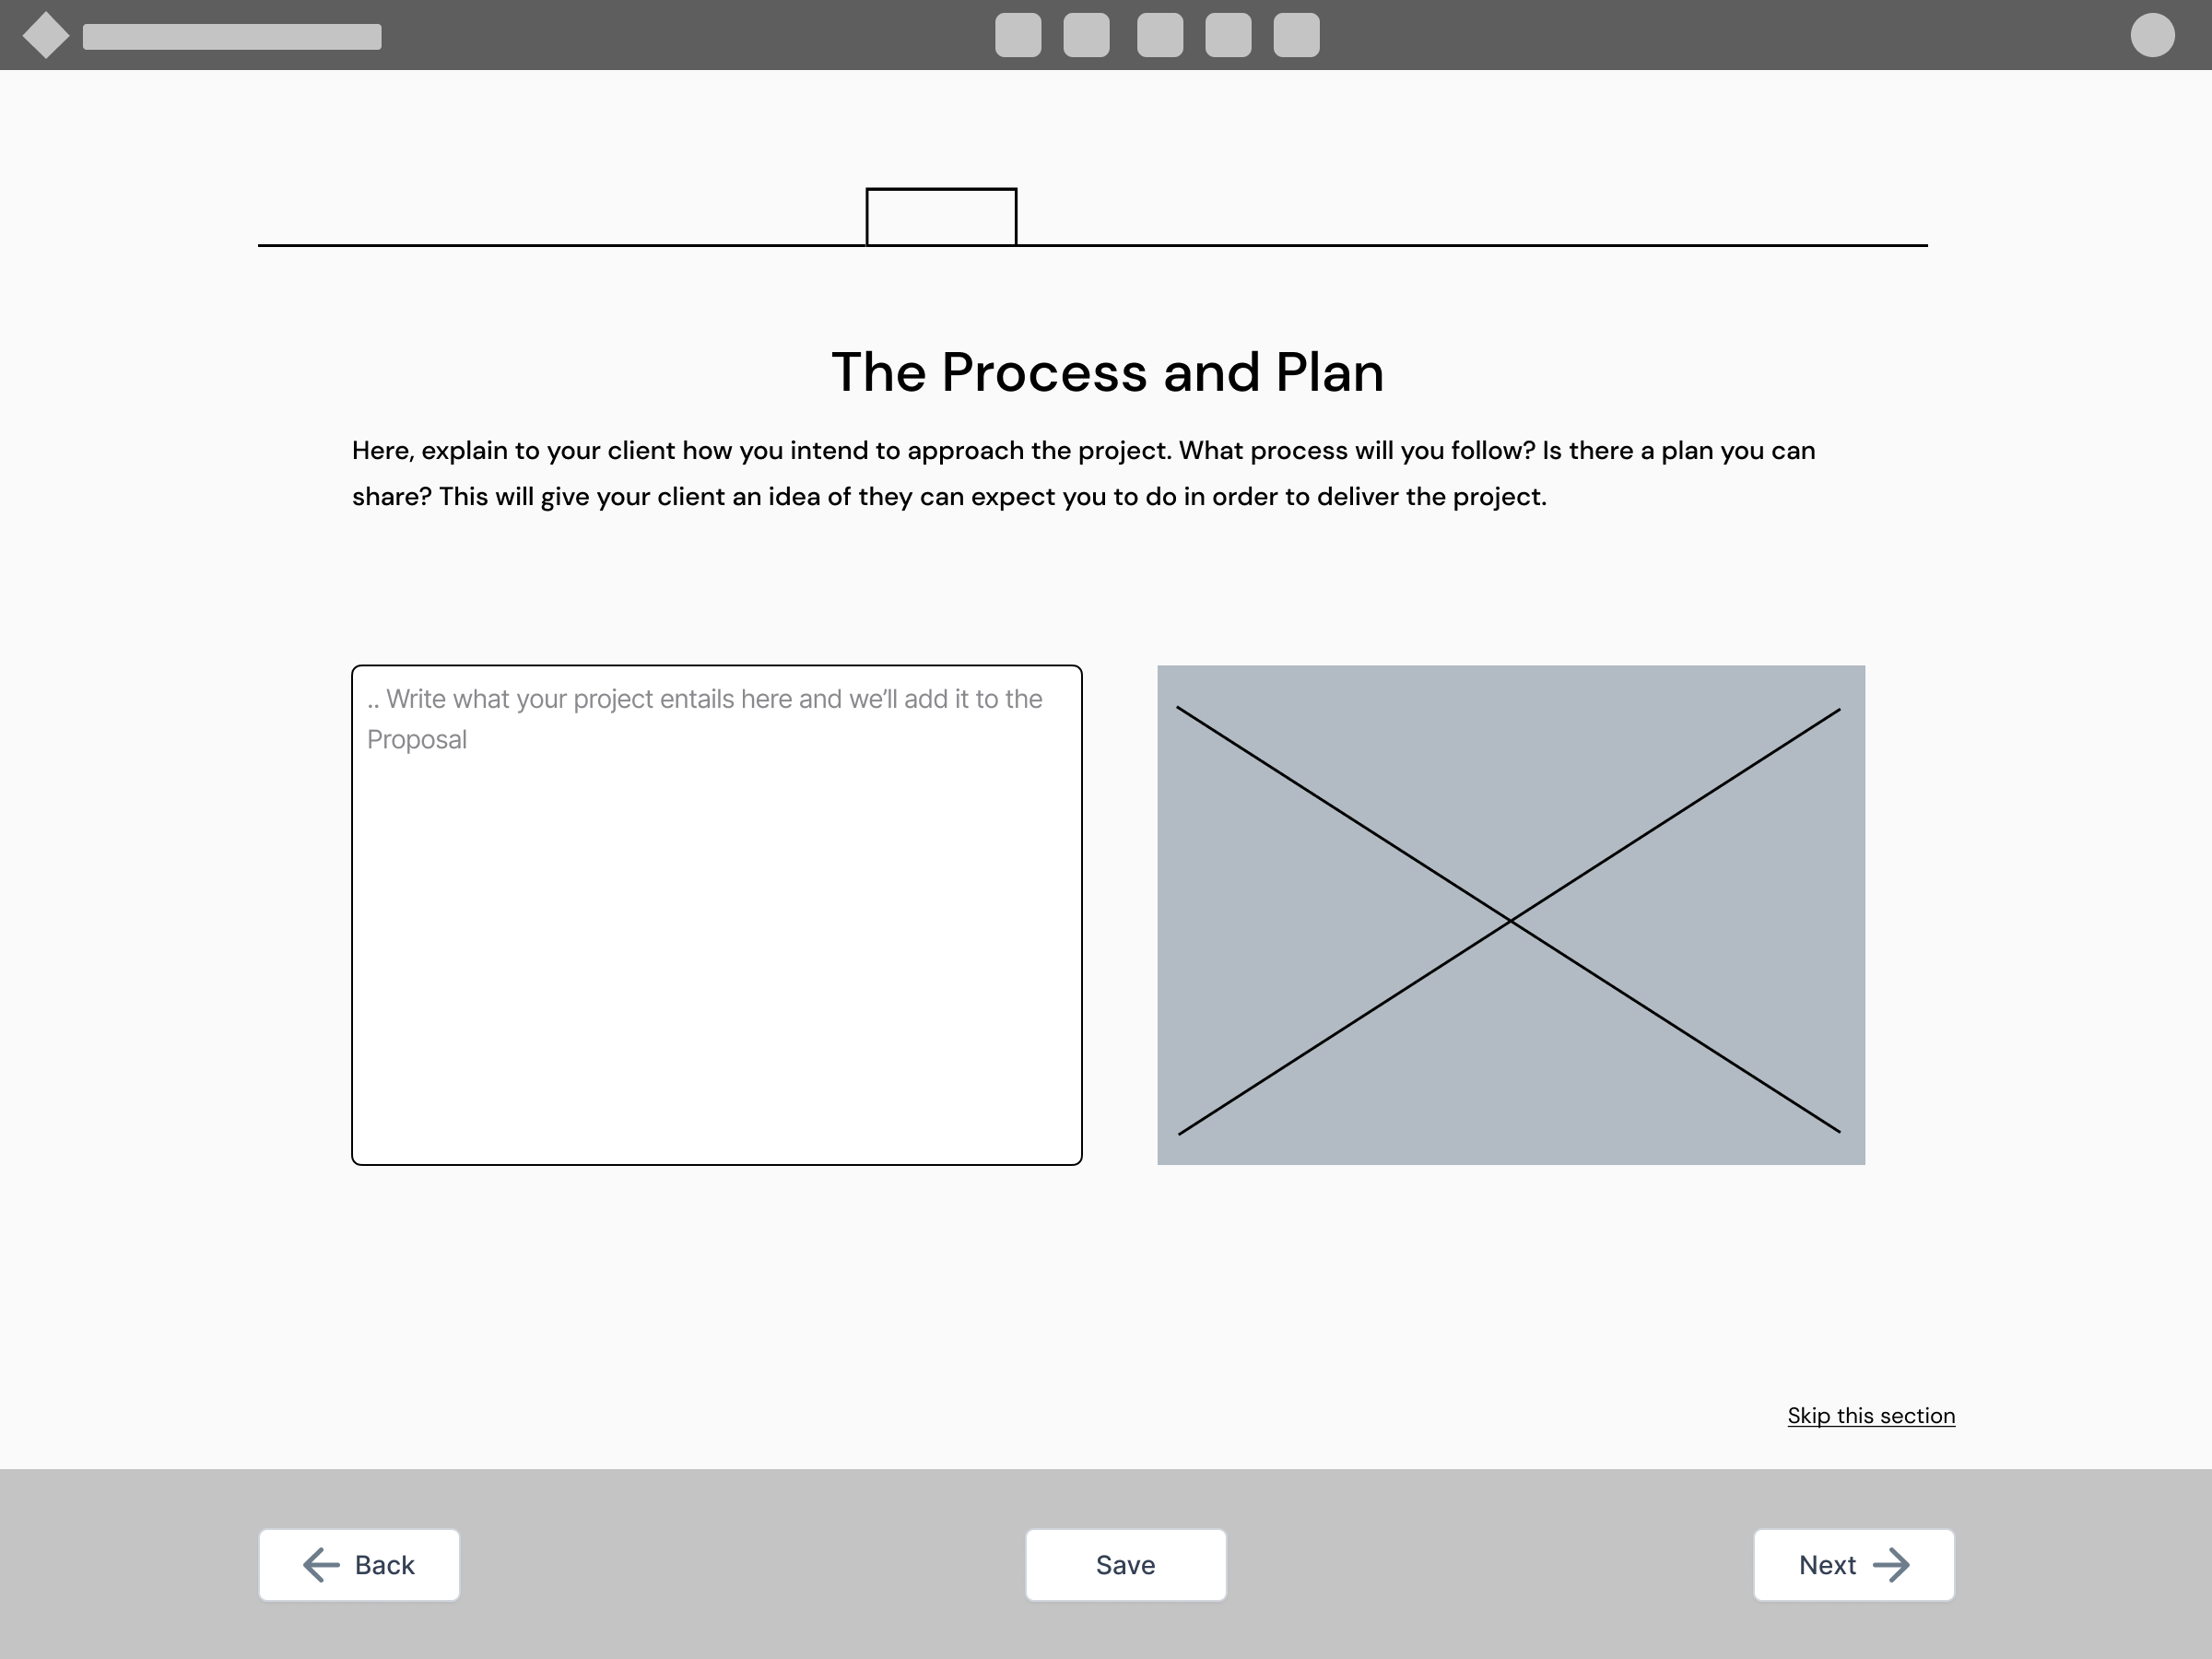 The Process and Plan
Here, explain to your client how you intend to approach the project. What process will you follow? Is there a plan you can
share? This will give your client an idea of they can expect you to do in order to deliver the project.
.. Write what your project entails here and we’ll add it to the
Proposal
Skip this section
Back
Save
Next